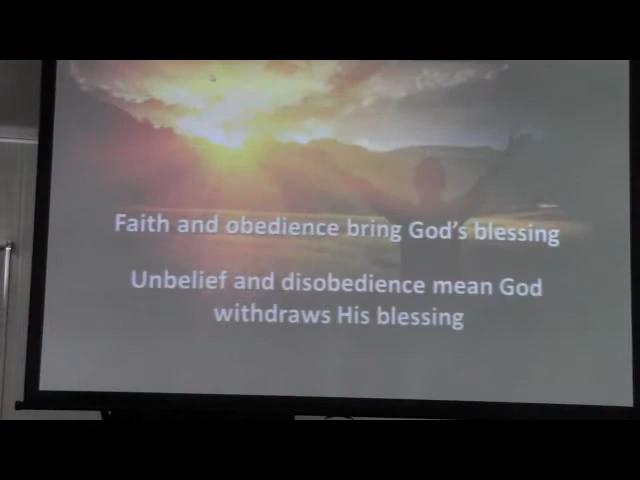 Faith and obedience bring God's blessing
Unbelief and disobedience mean God
withdraws His blessing